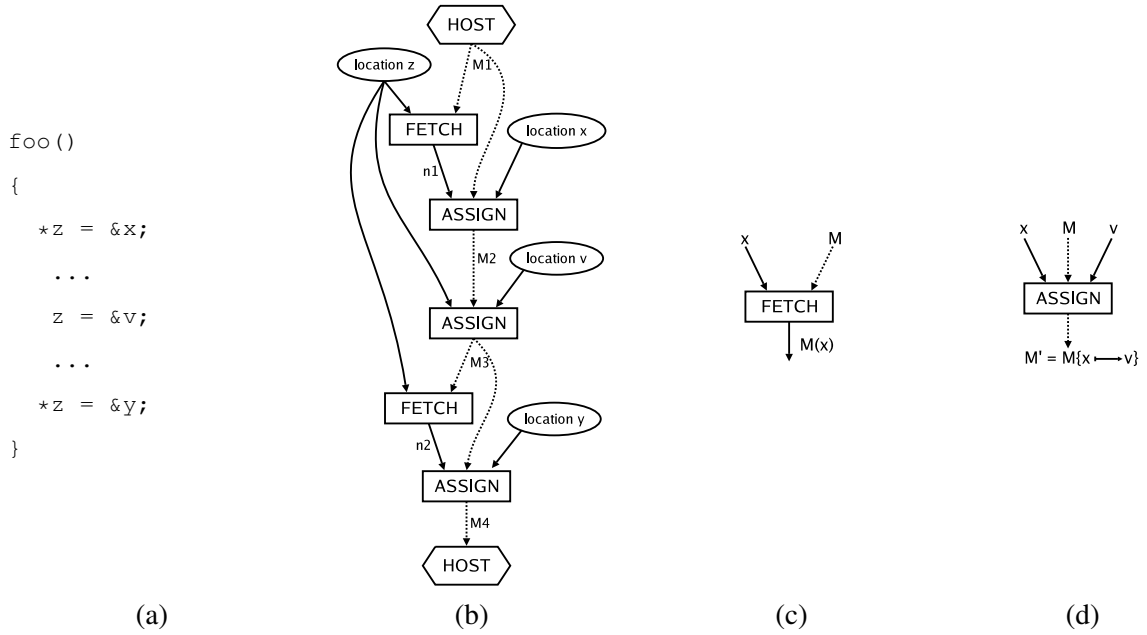 foo()
{
*z = &x;
...
z = &v;
...
*z = &y;
}
(a)
HOST
location z
M1
FETCH
location x
n1
ASSIGN
M2
location v
ASSIGN
M3
FETCH
location y
n2
ASSIGN
M4
HOST
(b)
x M
FETCH
M(x)
(c)
x M v
ASSIGN
M' = M{x ⟼ v}
(d)